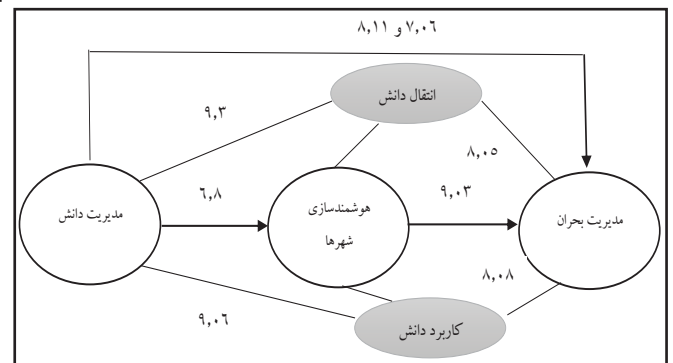 ۷,۰۶ و ۸,۱۱
انتقال دانش
۹,۳
۸,۰۵
۶,۸
۹,۰۳
هوشمندسازی
شهرها
مدیریت دانش
مدیریت بحران
۸,۰۸
۹,۰۶
کاربرد دانش